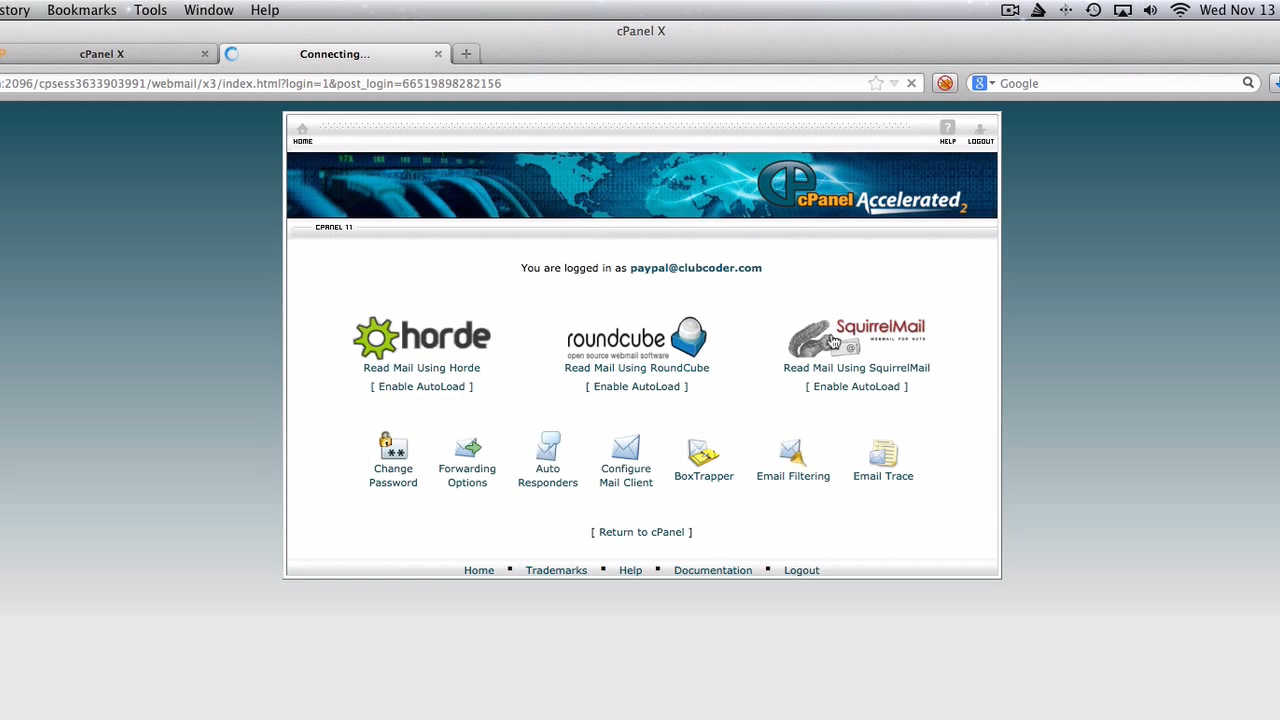 story Bookmarks Tools Window Help Wed Nov 13
cPanel X
cPanel X Connecting...
:2096/cpsess3633903991/webmail/x3/index.html?login=1&post_login=66519898282156 Google
HOME HELP LOGOUT
cPanel Accelerated2
CPANEL 11
You are logged in as paypal@clubcoder.com
horde
roundcube
open source webmail software
SquirrelMail
WEBMAIL FOR NUTS
Read Mail Using Horde Read Mail Using RoundCube Read Mail Using SquirrelMail
[ Enable AutoLoad ] [ Enable AutoLoad ] [ Enable AutoLoad ]
Change Password
Forwarding Options
Auto Responders
Configure Mail Client
BoxTrapper
Email Filtering
Email Trace
[ Return to cPanel ]
Home Trademarks Help Documentation Logout